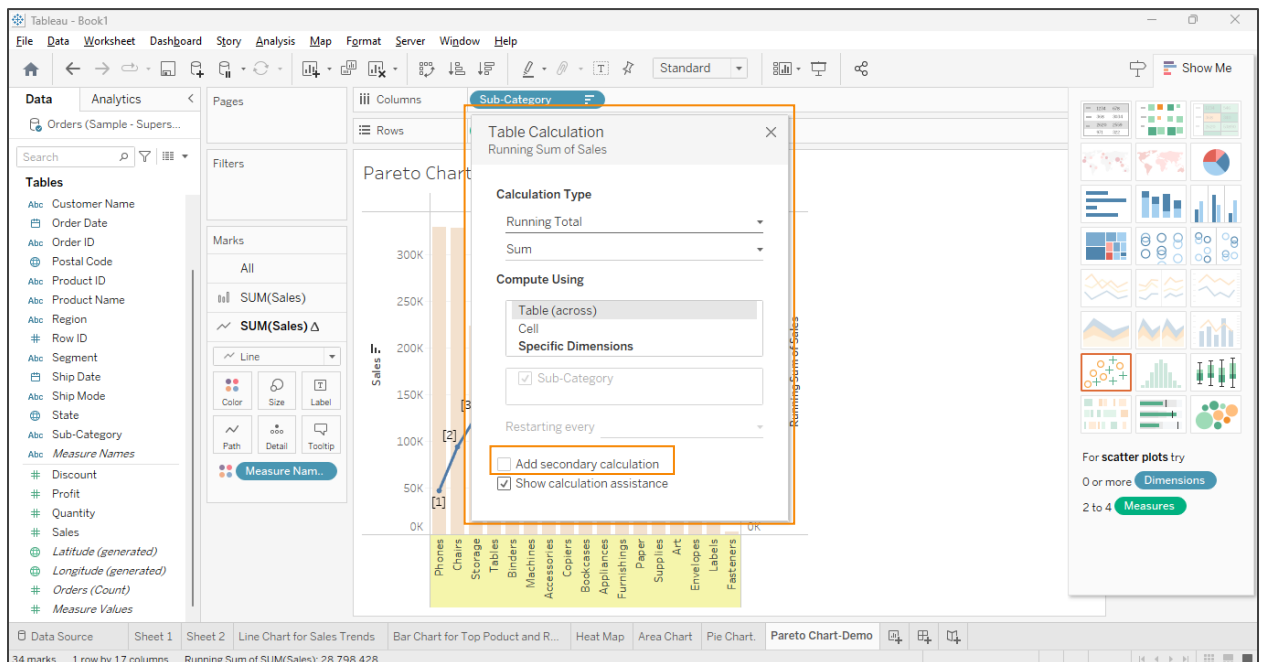 Tableau - Book1
File Data Worksheet Dashboard Story Analysis Map Format Server Window Help
Standard
Show Me
Data Analytics
Orders (Sample - Supers...
Search
Tables
Abc Customer Name
Order Date
Abc Order ID
Postal Code
Abc Product ID
Abc Product Name
Abc Region
# Row ID
Abc Segment
Ship Date
Abc Ship Mode
State
Abc Sub-Category
Abc Measure Names
# Discount
# Profit
# Quantity
# Sales
Latitude (generated)
Longitude (generated)
# Orders (Count)
# Measure Values
Pages
Filters
Marks
All
SUM(Sales)
SUM(Sales) Δ
Line
Color Size Label
Path Detail Tooltip
Measure Nam..
Columns
Sub-Category
Rows
Pareto Chart
300K
250K
200K
150K
100K
50K
0K
Sales
[1]
[2]
[3
Phones
Chairs
Storage
Tables
Binders
Machines
Accessories
Copiers
Bookcases
Appliances
Furnishings
Paper
Supplies
Art
Envelopes
Labels
Fasteners
Running Sum of Sales
0K
Table Calculation
Running Sum of Sales
Calculation Type
Running Total
Sum
Compute Using
Table (across)
Cell
Specific Dimensions
Sub-Category
Restarting every
Add secondary calculation
Show calculation assistance
For scatter plots try
0 or more Dimensions
2 to 4 Measures
Data Source Sheet 1 Sheet 2 Line Chart for Sales Trends Bar Chart for Top Poduct and R... Heat Map Area Chart Pie Chart. Pareto Chart-Demo
34 marks 1 row by 17 columns Running Sum of SUM(Sales): 28,798,428